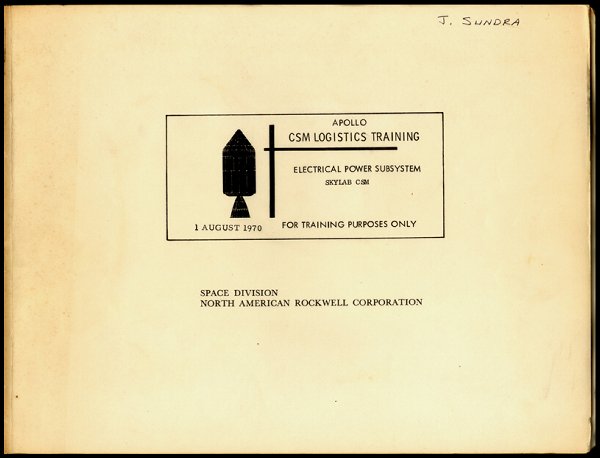 J. SUNDRA
APOLLO
CSM LOGISTICS TRAINING
ELECTRICAL POWER SUBSYSTEM
SKYLAB CSM
1 AUGUST 1970
FOR TRAINING PURPOSES ONLY
SPACE DIVISION
NORTH AMERICAN ROCKWELL CORPORATION